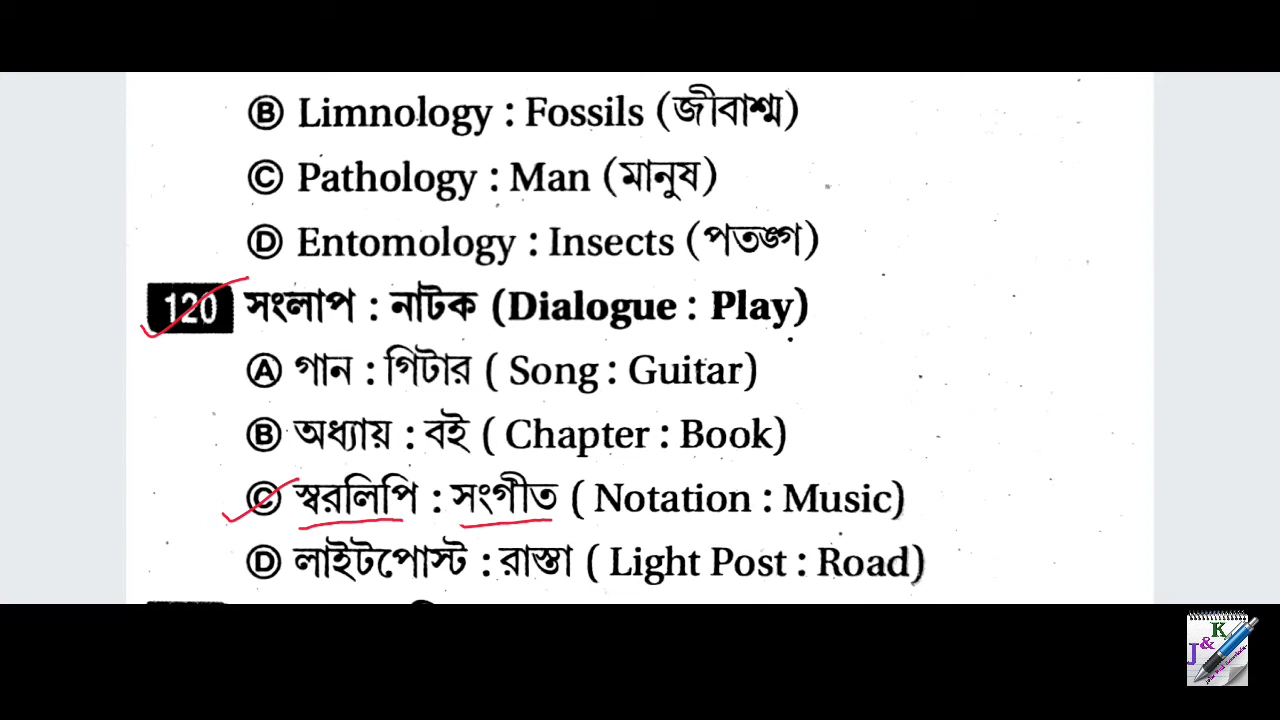 Ⓑ Limnology : Fossils (জীবাশ্ম)
Ⓒ Pathology : Man (মানুষ)
Ⓓ Entomology : Insects (পতঙ্গ)
120 সংলাপ : নাটক (Dialogue : Play)
Ⓐ গান : গিটার ( Song : Guitar)
Ⓑ অধ্যায় : বই ( Chapter : Book)
Ⓒ স্বরলিপি : সংগীত ( Notation : Music)
Ⓓ লাইটপোস্ট : রাস্তা ( Light Post : Road)
J&K